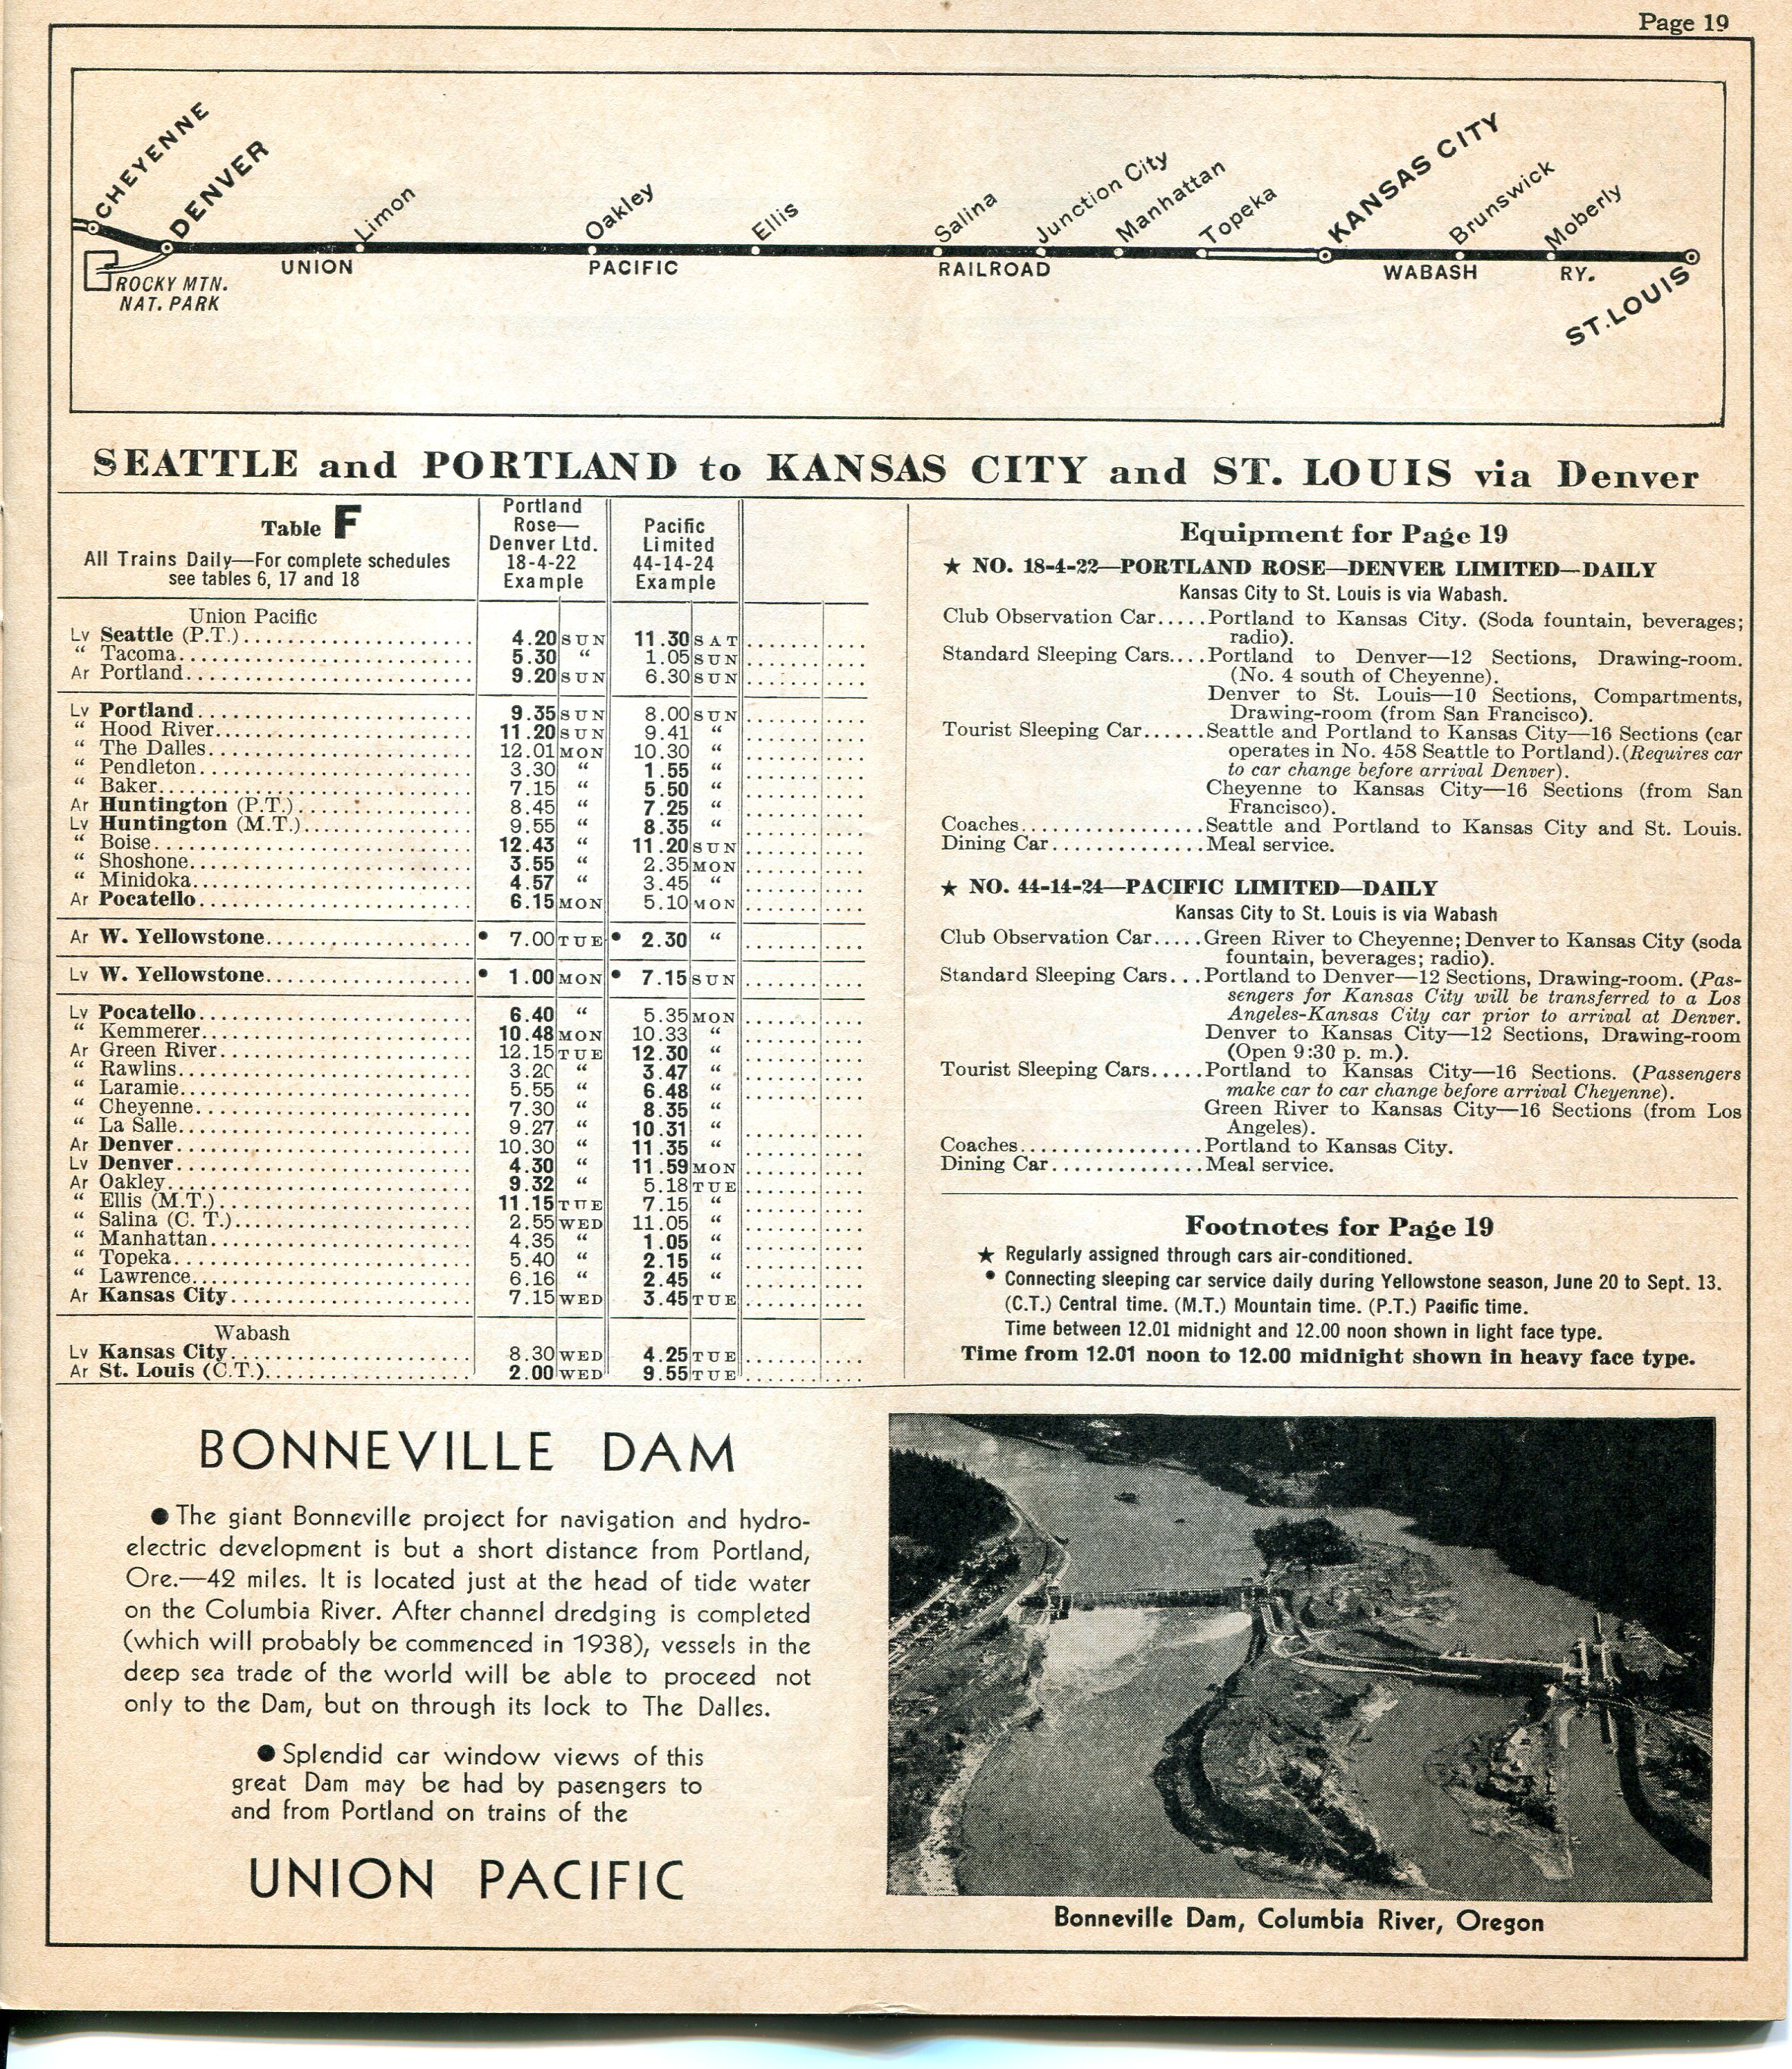 Page 19
CHEYENNE
DENVER
Limon
Oakley
Ellis
Salina
Junction City
Manhattan
Topeka
KANSAS CITY
Brunswick
Moberly
ST. LOUIS
UNION
PACIFIC
RAILROAD
WABASH
RY.
ROCKY MTN.
NAT. PARK
SEATTLE and PORTLAND to KANSAS CITY and ST. LOUIS via Denver
Table F
All Trains Daily—For complete schedules
see tables 6, 17 and 18
Portland
Rose—
Denver Ltd.
18-4-22
Example
Pacific
Limited
44-14-24
Example
Union Pacific
Lv Seattle (P.T.) 4.20 SUN 11.30 SAT
“ Tacoma 5.30 “ 1.05 SUN
Ar Portland 9.20 SUN 6.30 SUN
Lv Portland 9.35 SUN 8.00 SUN
“ Hood River 11.20 SUN 9.41 “
“ The Dalles 12.01 MON 10.30 “
“ Pendleton 3.30 “ 1.55 “
“ Baker 7.15 “ 5.50 “
Ar Huntington (P.T.) 8.45 “ 7.25 “
Lv Huntington (M.T.) 9.55 “ 8.35 “
“ Boise 12.43 “ 11.20 SUN
“ Shoshone 3.55 “ 2.35 MON
“ Minidoka 4.57 “ 3.45 “
Ar Pocatello 6.15 MON 5.10 MON
Ar W. Yellowstone • 7.00 TUE • 2.30 “
Lv W. Yellowstone • 1.00 MON • 7.15 SUN
Lv Pocatello 6.40 “ 5.35 MON
“ Kemmerer 10.48 MON 10.33 “
Ar Green River 12.15 TUE 12.30 “
“ Rawlins 3.20 “ 3.47 “
“ Laramie 5.55 “ 6.48 “
“ Cheyenne 7.30 “ 8.35 “
“ La Salle 9.27 “ 10.31 “
Ar Denver 10.30 “ 11.35 “
Lv Denver 4.30 “ 11.59 MON
Ar Oakley 9.32 “ 5.18 TUE
“ Ellis (M.T.) 11.15 TUE 7.15 “
“ Salina (C. T.) 2.55 WED 11.05 “
“ Manhattan 4.35 “ 1.05 “
“ Topeka 5.40 “ 2.15 “
“ Lawrence 6.16 “ 2.45 “
Ar Kansas City 7.15 WED 3.45 TUE
Wabash
Lv Kansas City 8.30 WED 4.25 TUE
Ar St. Louis (C.T.) 2.00 WED 9.55 TUE
Equipment for Page 19
★ NO. 18-4-22—PORTLAND ROSE—DENVER LIMITED—DAILY
Kansas City to St. Louis is via Wabash.
Club Observation Car.....Portland to Kansas City. (Soda fountain, beverages;
radio).
Standard Sleeping Cars....Portland to Denver—12 Sections, Drawing-room.
(No. 4 south of Cheyenne).
Denver to St. Louis—10 Sections, Compartments,
Drawing-room (from San Francisco).
Tourist Sleeping Car......Seattle and Portland to Kansas City—16 Sections (car
operates in No. 458 Seattle to Portland). (Requires car
to car change before arrival Denver).
Cheyenne to Kansas City—16 Sections (from San
Francisco).
Coaches.................Seattle and Portland to Kansas City and St. Louis.
Dining Car..............Meal service.
★ NO. 44-14-24—PACIFIC LIMITED—DAILY
Kansas City to St. Louis is via Wabash
Club Observation Car.....Green River to Cheyenne; Denver to Kansas City (soda
fountain, beverages; radio).
Standard Sleeping Cars...Portland to Denver—12 Sections, Drawing-room. (Pas-
sengers for Kansas City will be transferred to a Los
Angeles-Kansas City car prior to arrival at Denver.
Denver to Kansas City—12 Sections, Drawing-room
(Open 9:30 p. m.).
Tourist Sleeping Cars.....Portland to Kansas City—16 Sections. (Passengers
make car to car change before arrival Cheyenne).
Green River to Kansas City—16 Sections (from Los
Angeles).
Coaches.................Portland to Kansas City.
Dining Car..............Meal service.
Footnotes for Page 19
★ Regularly assigned through cars air-conditioned.
• Connecting sleeping car service daily during Yellowstone season, June 20 to Sept. 13.
(C.T.) Central time. (M.T.) Mountain time. (P.T.) Pacific time.
Time between 12.01 midnight and 12.00 noon shown in light face type.
Time from 12.01 noon to 12.00 midnight shown in heavy face type.
BONNEVILLE DAM
● The giant Bonneville project for navigation and hydro-
electric development is but a short distance from Portland,
Ore.—42 miles. It is located just at the head of tide water
on the Columbia River. After channel dredging is completed
(which will probably be commenced in 1938), vessels in the
deep sea trade of the world will be able to proceed not
only to the Dam, but on through its lock to The Dalles.
● Splendid car window views of this
great Dam may be had by pasengers to
and from Portland on trains of the
UNION PACIFIC
Bonneville Dam, Columbia River, Oregon